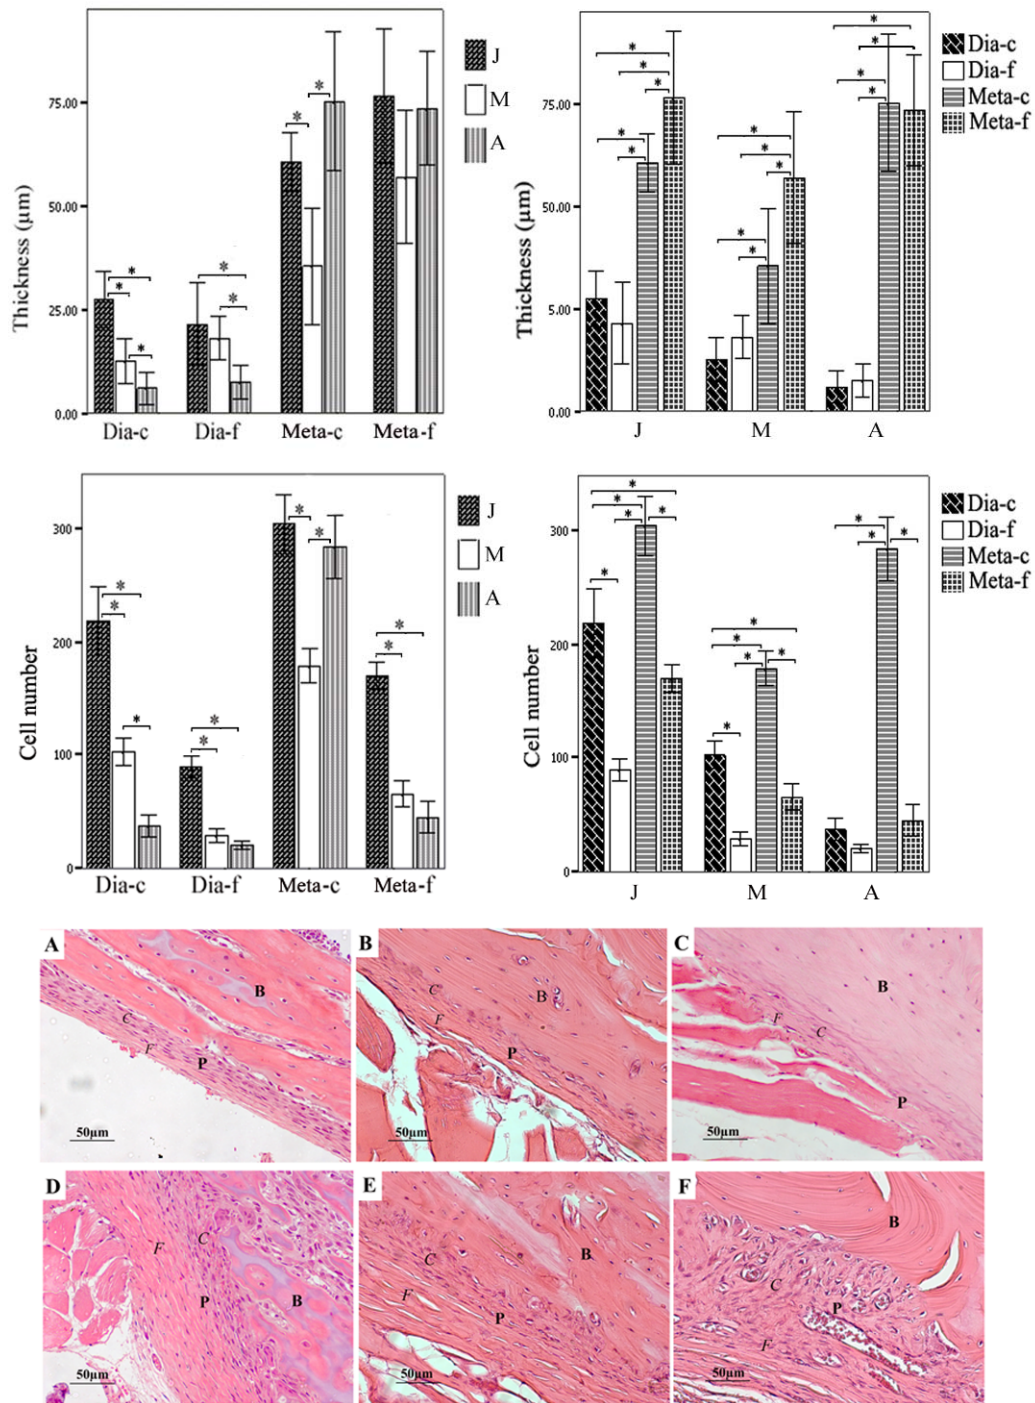 J
M
A
75.00
50.00
25.00
0.00
Thickness (μm)
Dia-c Dia-f Meta-c Meta-f
Dia-c
Dia-f
Meta-c
Meta-f
75.00
50.00
5.00
0.00
Thickness (μm)
J M A
J
M
A
300
200
100
0
Cell number
Dia-c Dia-f Meta-c Meta-f
Dia-c
Dia-f
Meta-c
Meta-f
300
200
100
0
Cell number
J M A
A
B
C
F
P
50μm
B
B
C
F
P
50μm
C
B
F
C
P
50μm
D
F
C
P
B
50μm
E
C
B
F
P
50μm
F
B
C
P
F
50μm